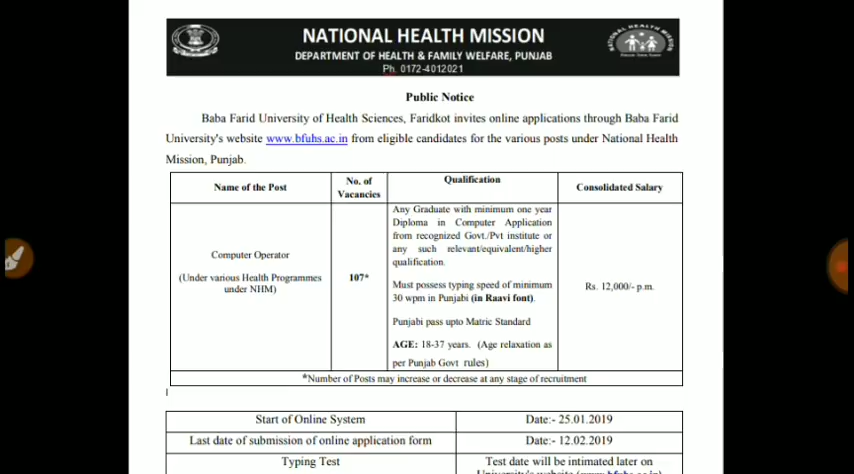 NATIONAL HEALTH MISSION
DEPARTMENT OF HEALTH & FAMILY WELFARE, PUNJAB
Ph. 0172-4012021
Public Notice
Baba Farid University of Health Sciences, Faridkot invites online applications through Baba Farid
University's website www.bfuhs.ac.in from eligible candidates for the various posts under National Health
Mission, Punjab.
Name of the Post
No. of
Vacancies
Qualification
Consolidated Salary
Computer Operator
(Under various Health Programmes
under NHM)
107*
Any Graduate with minimum one year
Diploma in Computer Application
from recognized Govt./Pvt institute or
any such relevant/equivalent/higher
qualification.
Must possess typing speed of minimum
30 wpm in Punjabi (in Raavi font).
Punjabi pass upto Matric Standard
AGE: 18-37 years. (Age relaxation as
per Punjab Govt rules)
Rs. 12,000/- p.m.
*Number of Posts may increase or decrease at any stage of recruitment
Start of Online System
Date:- 25.01.2019
Last date of submission of online application form
Date:- 12.02.2019
Typing Test
Test date will be intimated later on
University's website (www.bfuhs.ac.in)